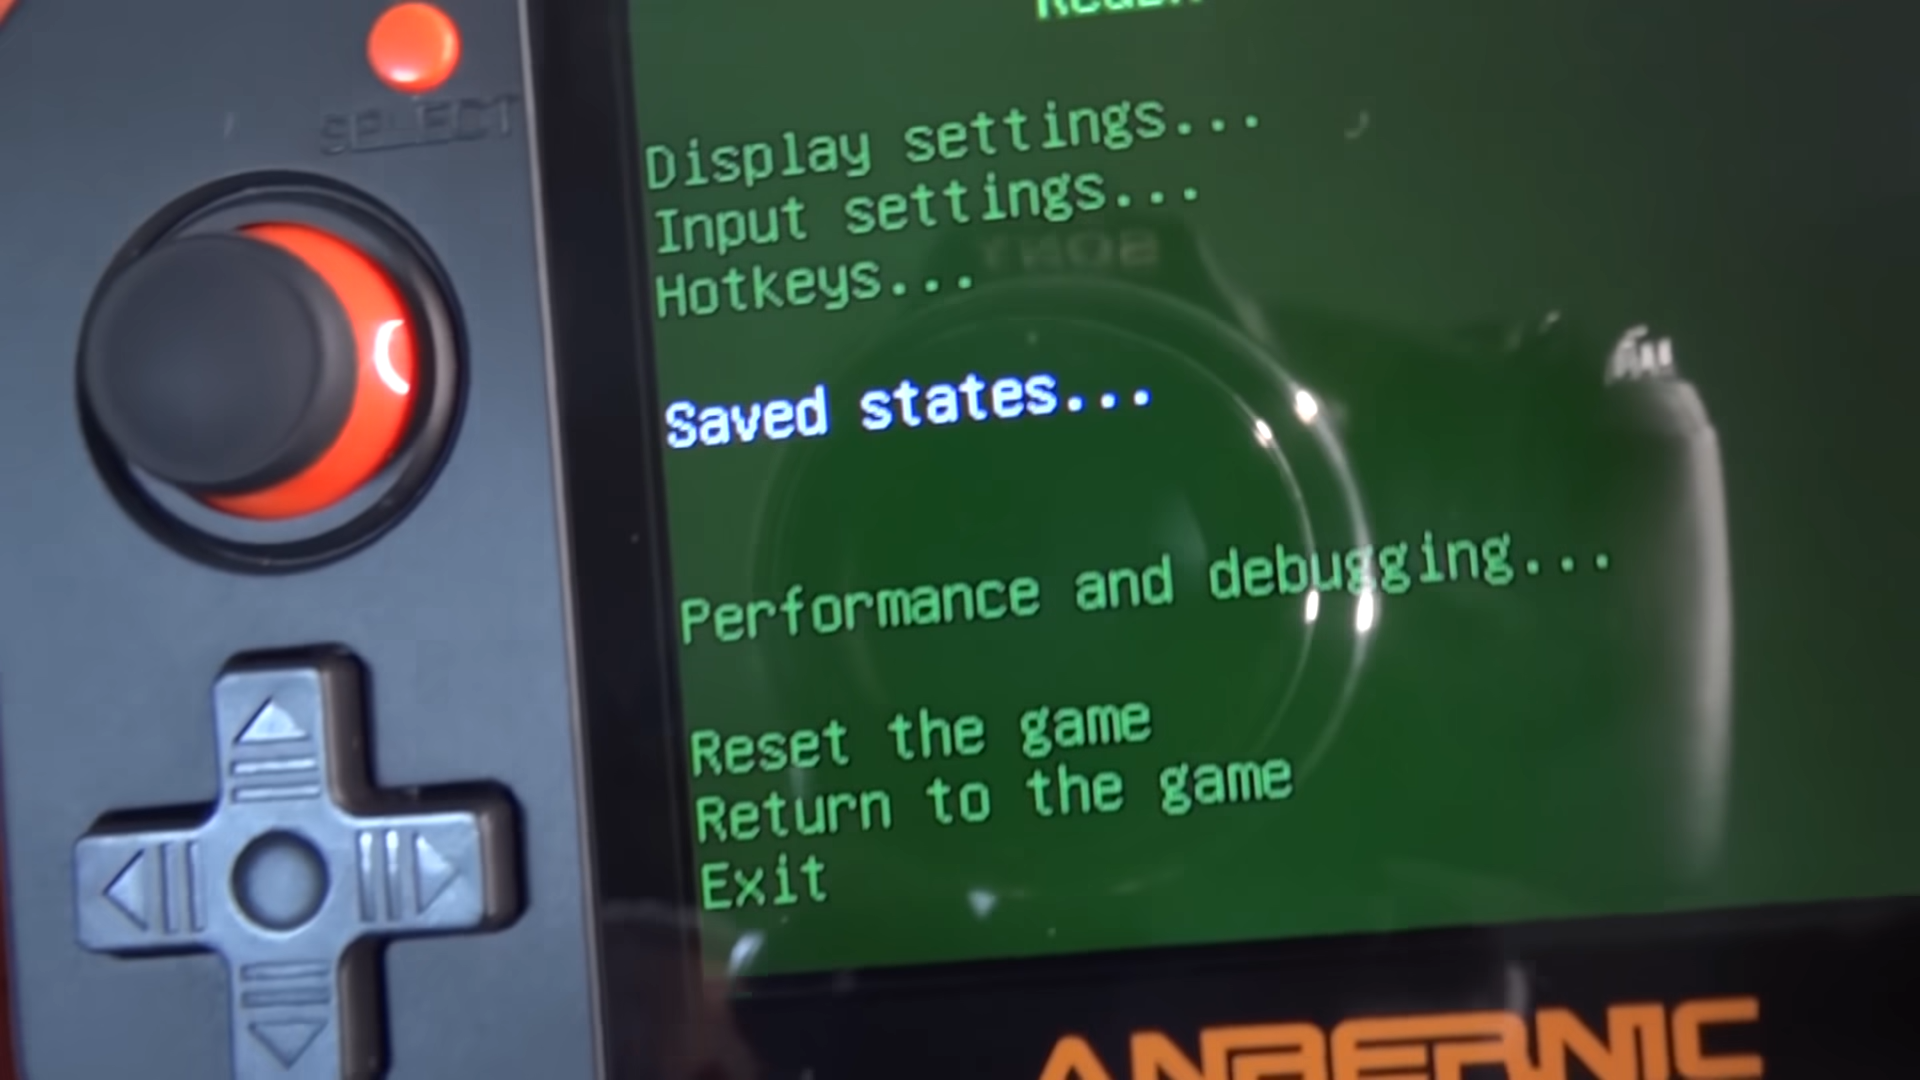 SELECT
Display settings...
Input settings...
Hotkeys...
Saved states...
Performance and debugging...
Reset the game
Return to the game
Exit
ANBERNIC
SONY